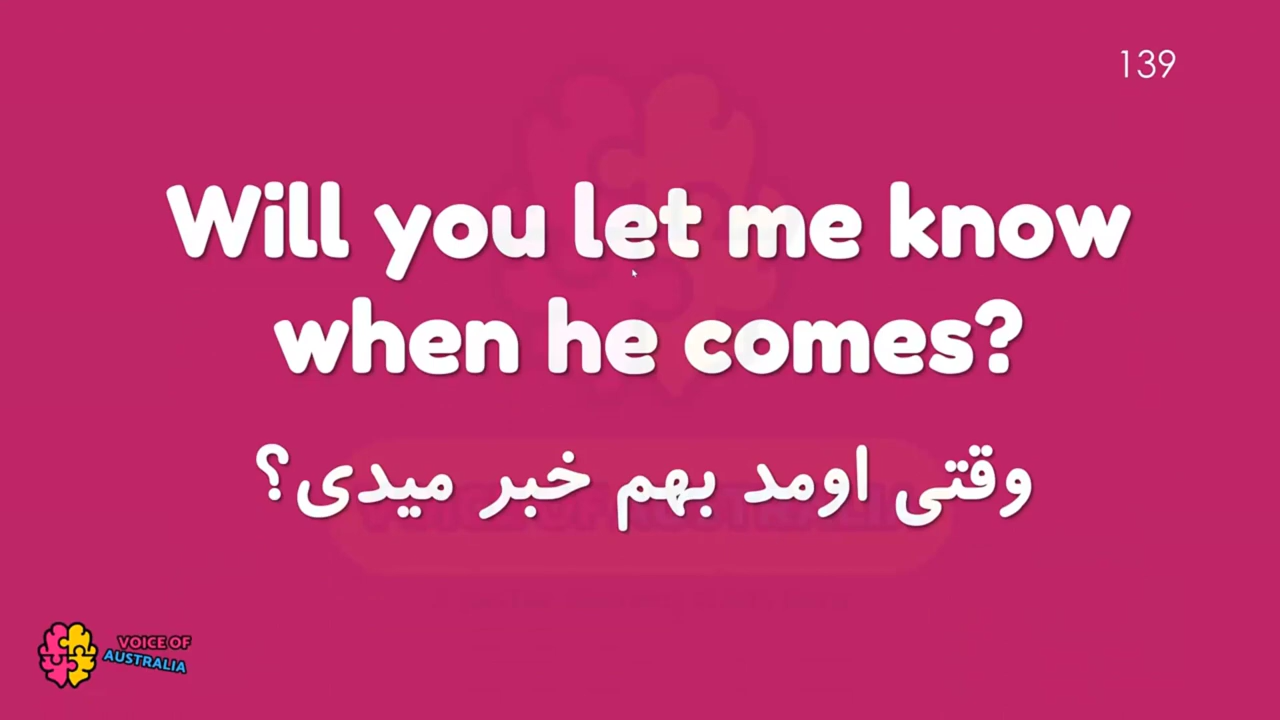 139
Will you let me know
when he comes?
وقتی اومد بهم خبر میدی؟
VOICE OF
AUSTRALIA